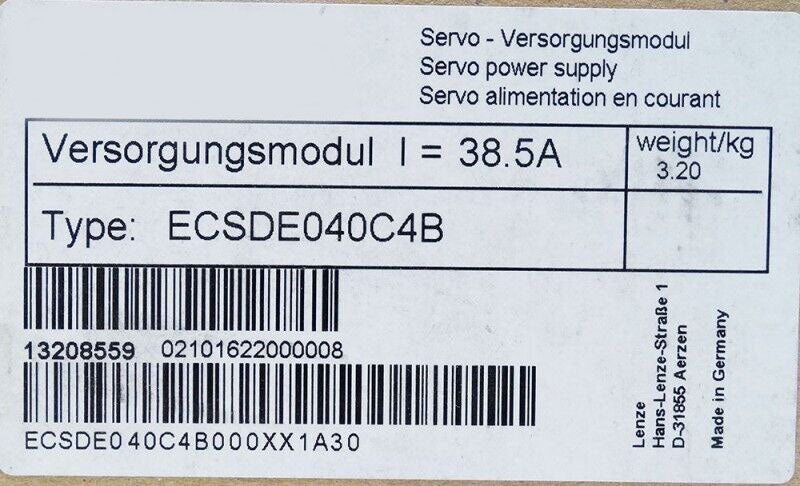 Servo - Versorgungsmodul
Servo power supply
Servo alimentation en courant
Versorgungsmodul I = 38.5A
weight/kg
3.20
Type: ECSDE040C4B
13208559 02101622000008
ECSDE040C4B000XX1A30
Lenze
Hans-Lenze-Straße 1
D-31855 Aerzen
Made in Germany